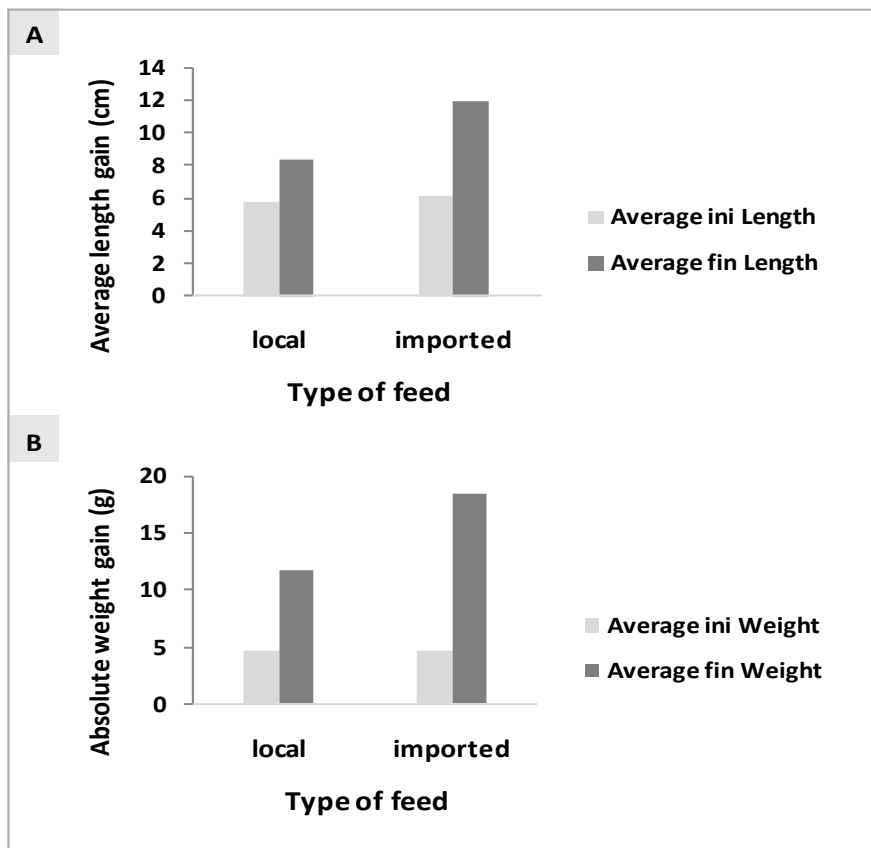 A
Average length gain (cm)
14
12
10
8
6
4
2
0
local imported
Type of feed
Average ini Length
Average fin Length
B
Absolute weight gain (g)
20
15
10
5
0
local imported
Type of feed
Average ini Weight
Average fin Weight